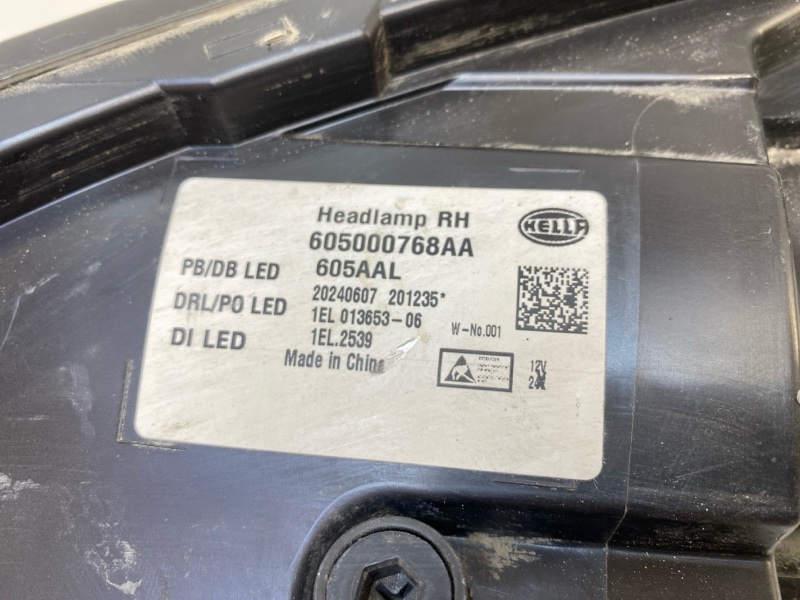 Headlamp RH
HELLA
605000768AA
PB/DB LED 605AAL
DRL/PO LED 20240607 201235*
1EL 013653-06 W-No.001
DI LED 1EL.2539
Made in China
12V